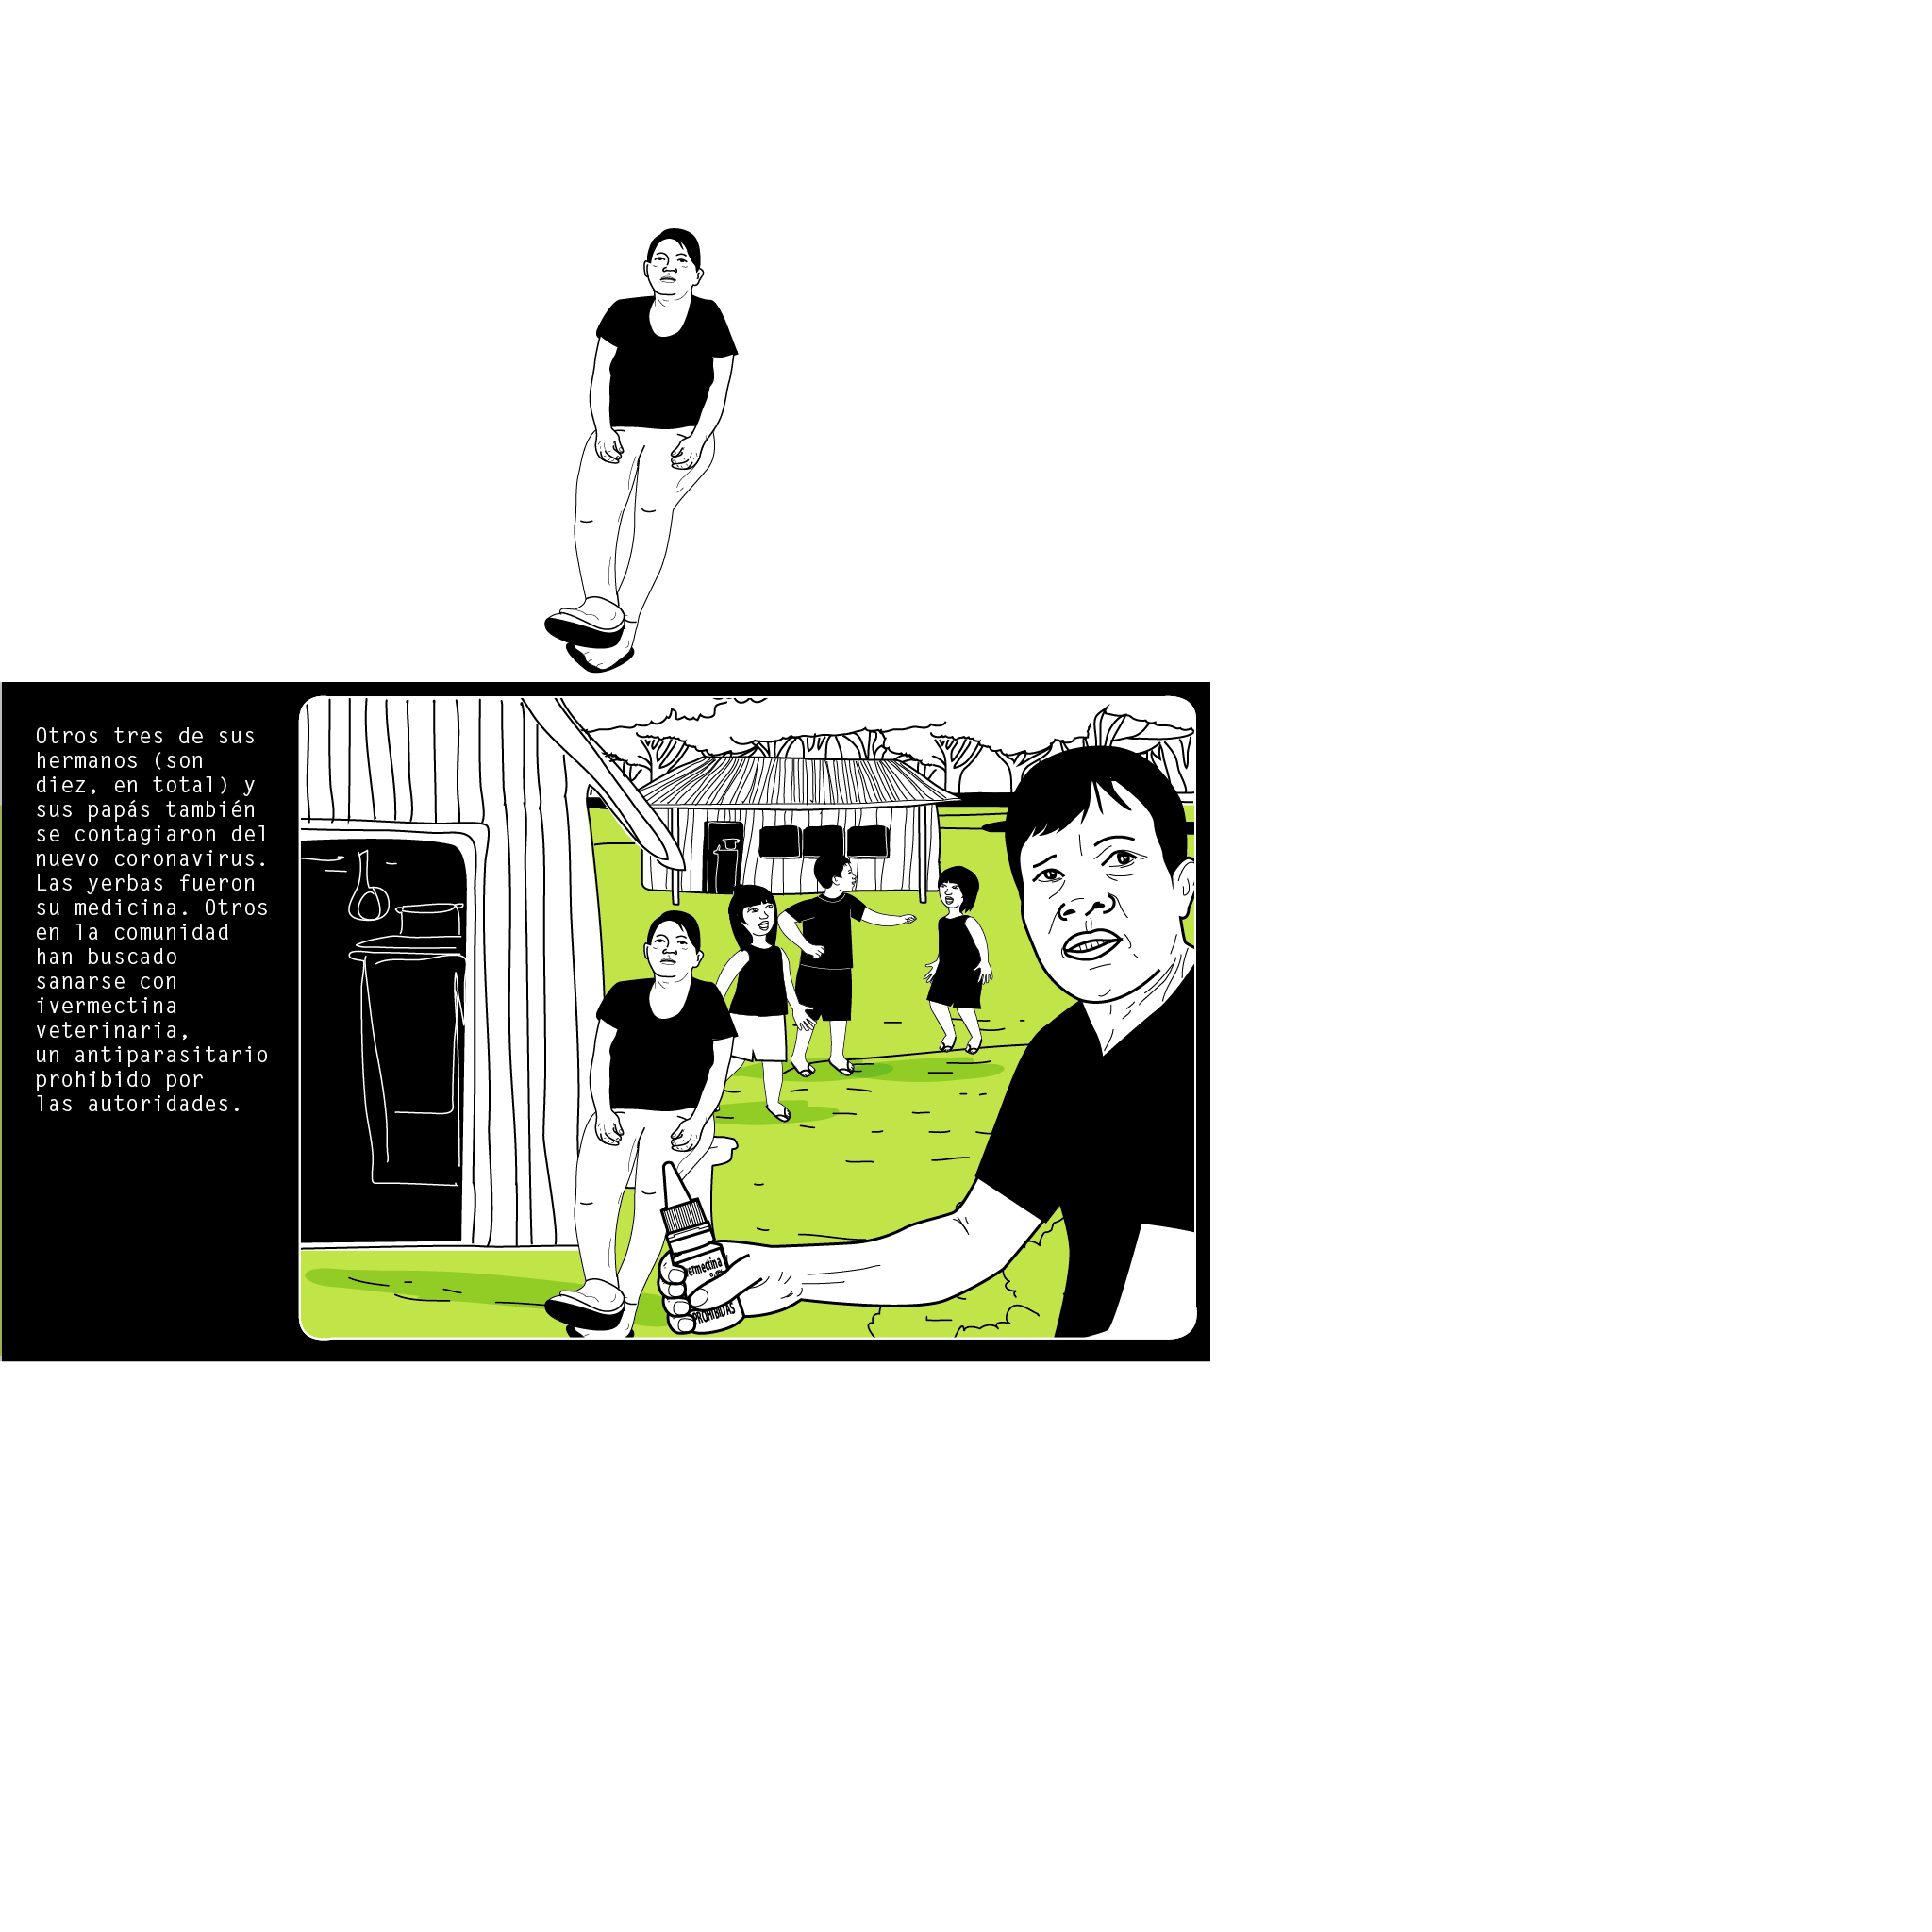 Otros tres de sus
hermanos (son
diez, en total) y
sus papás también
se contagiaron del
nuevo coronavirus.
Las yerbas fueron
su medicina. Otros
en la comunidad
han buscado
sanarse con
ivermectina
veterinaria,
un antiparasitario
prohibido por
las autoridades.
vermectina
PROHIBIDAS